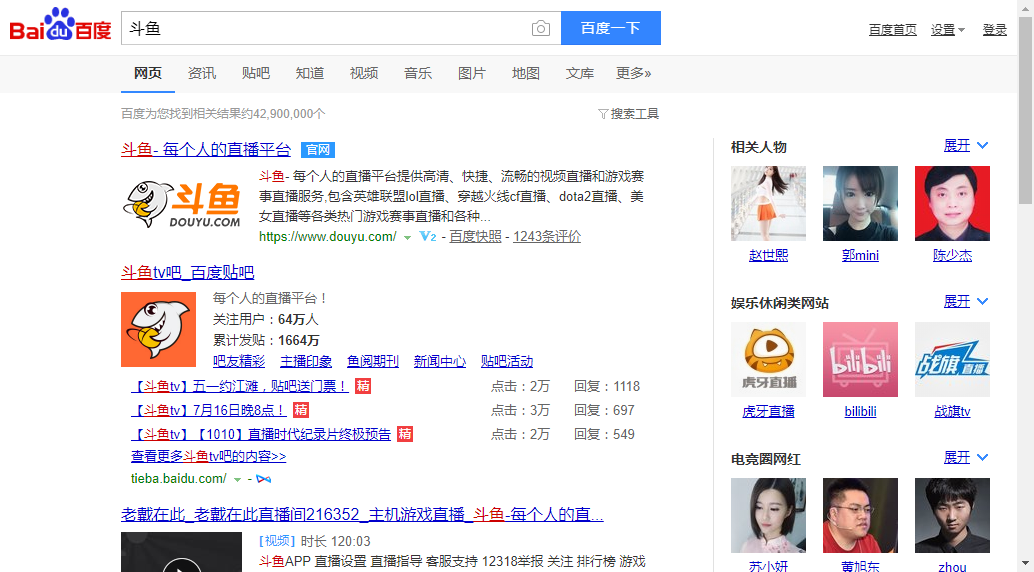 Baidu百度
斗鱼
百度一下
百度首页 设置 登录
网页 资讯 贴吧 知道 视频 音乐 图片 地图 文库 更多»
百度为您找到相关结果约42,900,000个
搜索工具
斗鱼- 每个人的直播平台 官网
斗鱼
DOUYU.COM
斗鱼- 每个人的直播平台提供高清、快捷、流畅的视频直播和游戏赛
事直播服务,包含英雄联盟lol直播、穿越火线cf直播、dota2直播、美
女直播等各类热门游戏赛事直播和各种...
https://www.douyu.com/ V2 - 百度快照 - 1243条评价
斗鱼tv吧_百度贴吧
每个人的直播平台！
关注用户：64万人
累计发贴：1664万
吧友精彩 主播印象 鱼阅期刊 新闻中心 贴吧活动
【斗鱼tv】五一约江滩，贴吧送门票！ 精 点击：2万 回复：1118
【斗鱼tv】7月16日晚8点！ 精 点击：3万 回复：697
【斗鱼tv】【1010】直播时代纪录片终极预告 精 点击：2万 回复：549
查看更多斗鱼tv吧的内容>>
tieba.baidu.com/ -
老戴在此_老戴在此直播间216352_主机游戏直播_斗鱼-每个人的直...
[视频] 时长 120:03
斗鱼APP 直播设置 直播指导 客服支持 12318举报 关注 排行榜 游戏
相关人物 展开
赵世熙 郭mini 陈少杰
娱乐休闲类网站 展开
虎牙直播 bilibili 战旗直播
虎牙直播 bilibili 战旗tv
电竞圈网红 展开
苏小妍 黄旭东 zhou